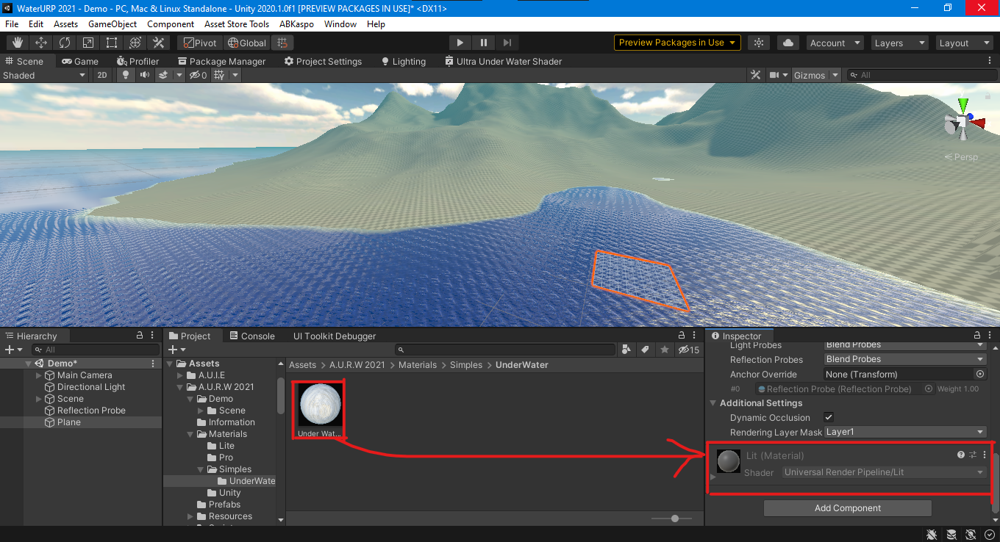 WaterURP 2021 - Demo - PC, Mac & Linux Standalone - Unity 2020.1.0f1 [PREVIEW PACKAGES IN USE]* <DX11>
File Edit Assets GameObject Component Asset Store Tools ABKaspo Window Help
Pivot Global Preview Packages in Use Account Layers Layout
Scene Game Profiler Package Manager Project Settings Lighting Ultra Under Water Shader
Shaded 2D 0 Gizmos All
Persp
Hierarchy
All
Demo*
Main Camera
Directional Light
Scene
Reflection Probe
Plane
Project Console UI Toolkit Debugger
15
Assets
A.U.I.E
A.U.R.W 2021
Demo
Scene
Information
Materials
Lite
Pro
Simples
UnderWate
Unity
Prefabs
Resources
Assets > A.U.R.W 2021 > Materials > Simples > UnderWater
Under Wat...
Inspector
Light Probes Blend Probes
Reflection Probes Blend Probes
Anchor Override None (Transform)
#0 Reflection Probe (Reflection Probe) Weight 1.00
Additional Settings
Dynamic Occlusion
Rendering Layer Mask Layer1
Lit (Material)
Shader Universal Render Pipeline/Lit
Add Component